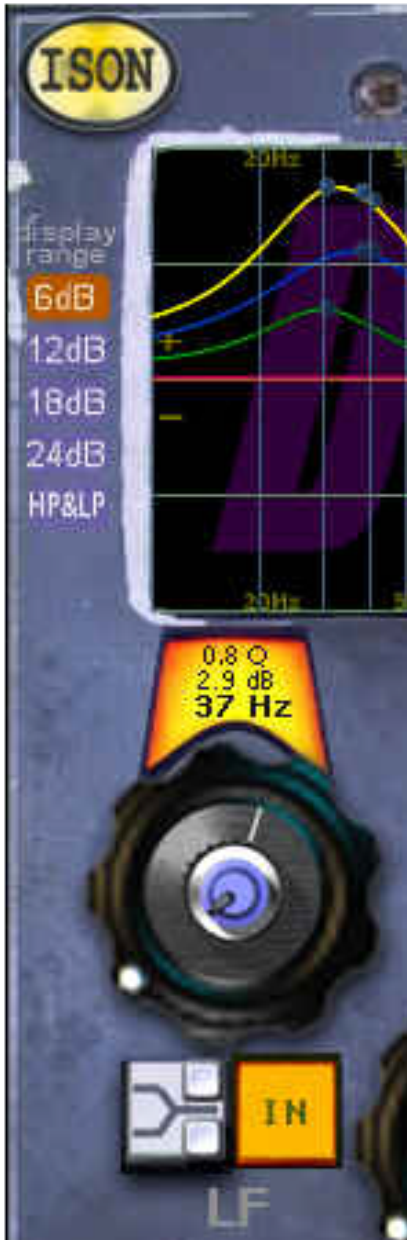 ISON
20Hz
display
range
6dB
12dB
18dB
24dB
HP&LP
+
−
20Hz
0.8 Q
2.9 dB
37 Hz
IN
LF